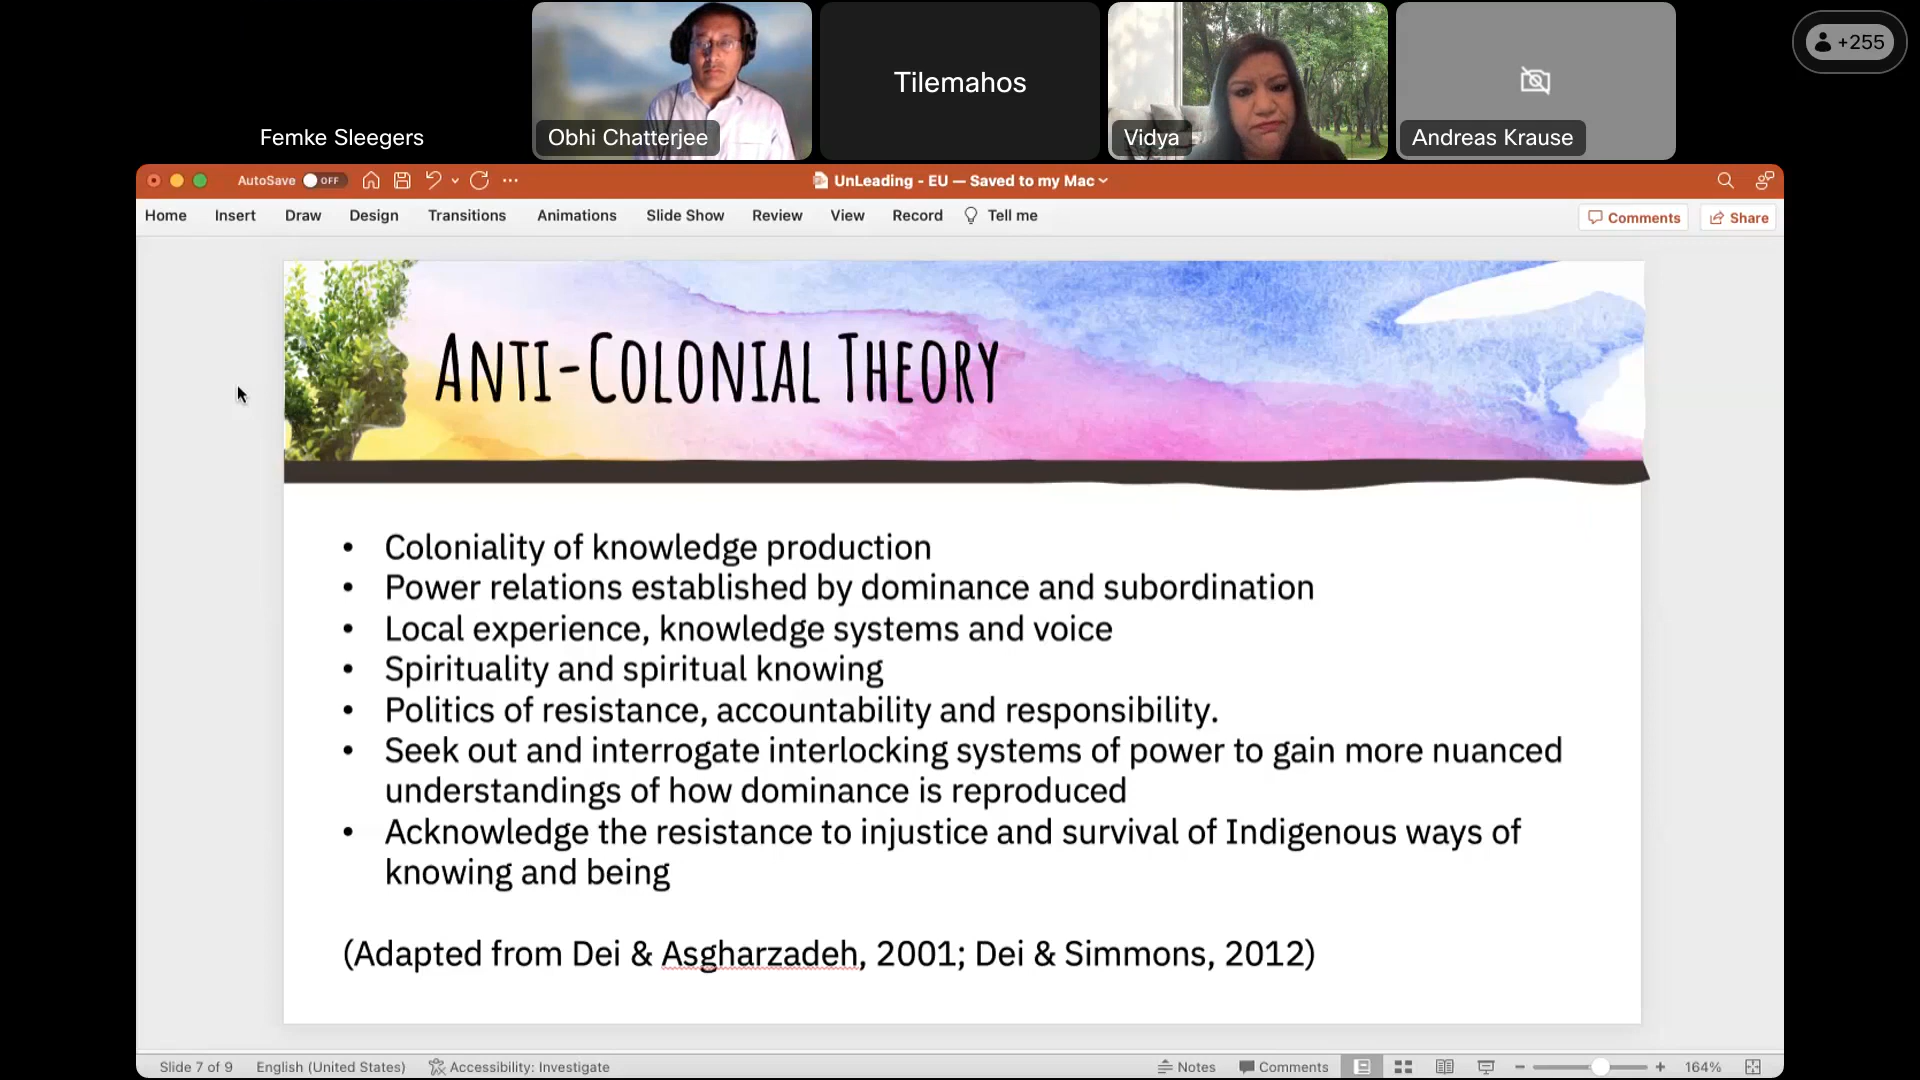 Femke Sleegers
Obhi Chatterjee
Tilemahos
Vidya
Andreas Krause
+255
AutoSave OFF
UnLeading - EU — Saved to my Mac
Home Insert Draw Design Transitions Animations Slide Show Review View Record Tell me
Comments Share
ANTI-COLONIAL THEORY
• Coloniality of knowledge production
• Power relations established by dominance and subordination
• Local experience, knowledge systems and voice
• Spirituality and spiritual knowing
• Politics of resistance, accountability and responsibility.
• Seek out and interrogate interlocking systems of power to gain more nuanced
understandings of how dominance is reproduced
• Acknowledge the resistance to injustice and survival of Indigenous ways of
knowing and being
(Adapted from Dei & Asgharzadeh, 2001; Dei & Simmons, 2012)
Slide 7 of 9 English (United States) Accessibility: Investigate Notes Comments 164%